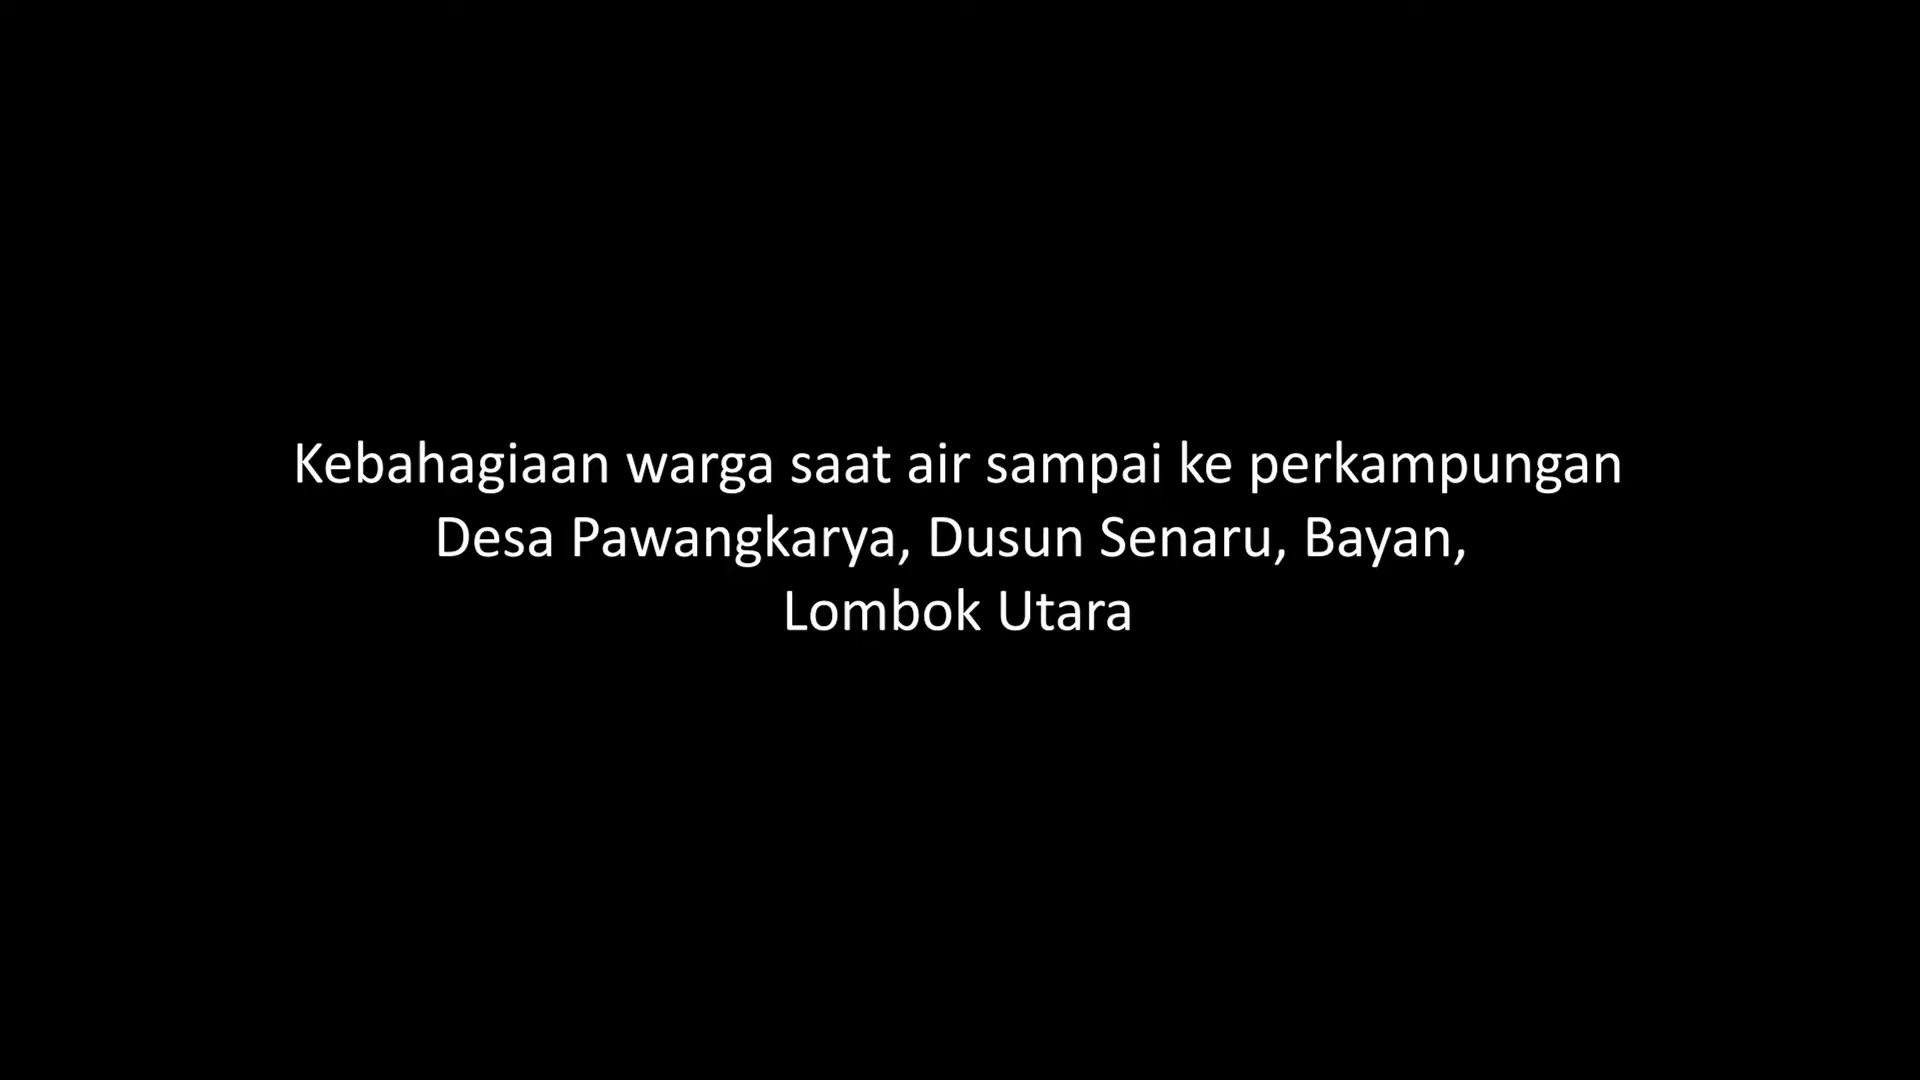 Kebahagiaan warga saat air sampai ke perkampungan
Desa Pawangkarya, Dusun Senaru, Bayan,
Lombok Utara